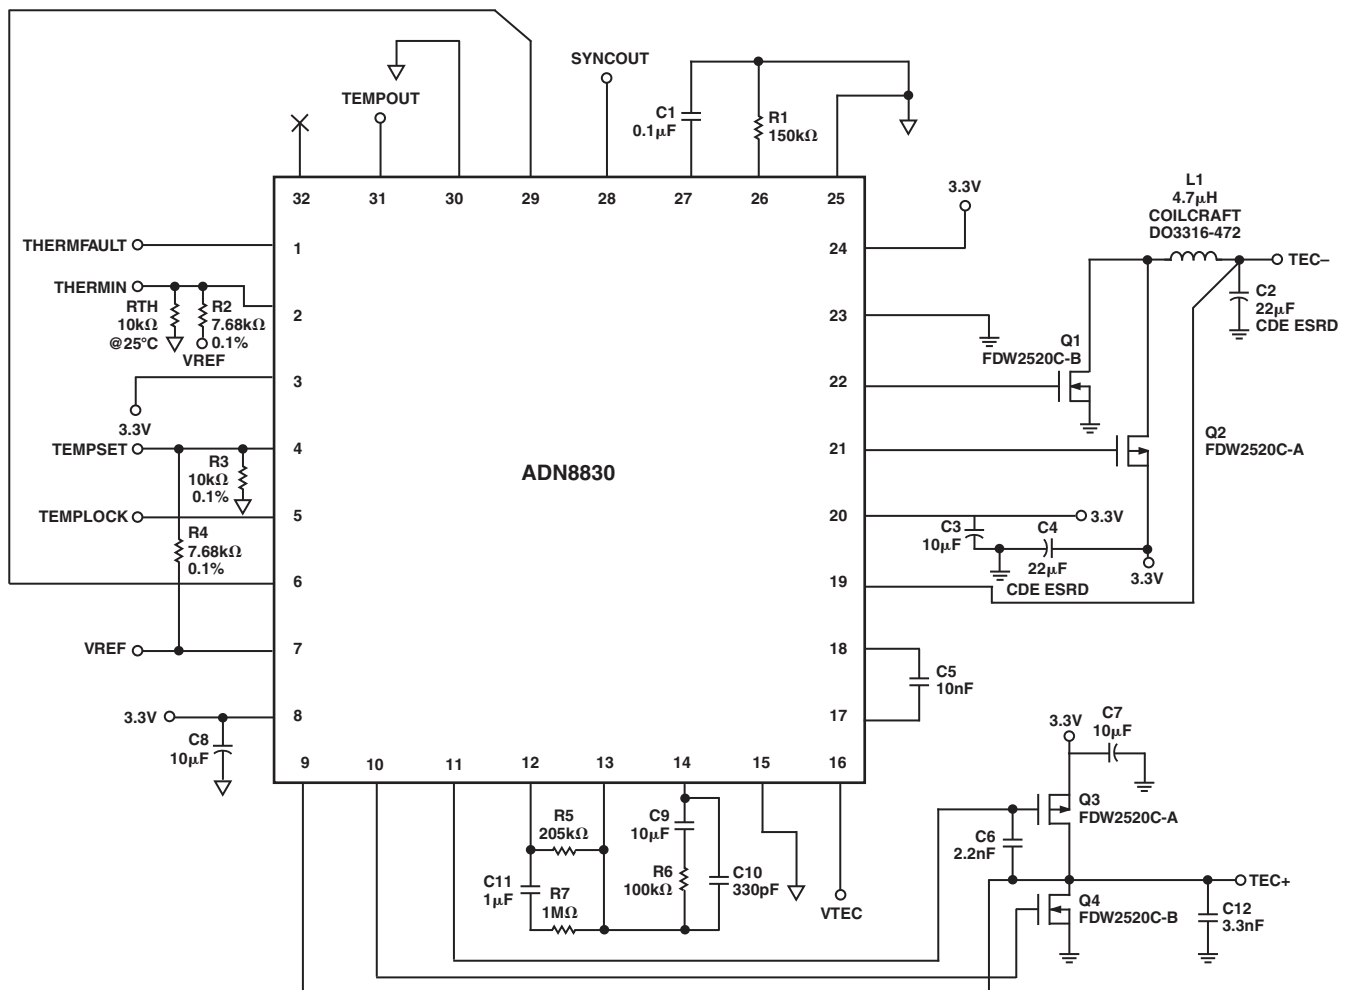 SYNCOUT
TEMPOUT
C1
0.1μF
R1
150kΩ
32
31
30
29
28
27
26
25
3.3V
L1
4.7μH
COILCRAFT
DO3316-472
THERMFAULT
1
24
TEC–
THERMIN
RTH
10kΩ
@25°C
R2
7.68kΩ
0.1%
VREF
2
23
C2
22μF
CDE ESRD
Q1
FDW2520C-B
3
22
3.3V
TEMPSET
4
21
Q2
FDW2520C-A
R3
10kΩ
0.1%
ADN8830
TEMPLOCK
5
20
3.3V
R4
7.68kΩ
0.1%
C3
10μF
C4
22μF
CDE ESRD
3.3V
6
19
VREF
7
18
C5
10nF
3.3V
8
17
C8
10μF
3.3V
C7
10μF
9
10
11
12
13
14
15
16
Q3
FDW2520C-A
R5
205kΩ
C9
10μF
C6
2.2nF
C11
1μF
R7
1MΩ
R6
100kΩ
C10
330pF
VTEC
TEC+
Q4
FDW2520C-B
C12
3.3nF